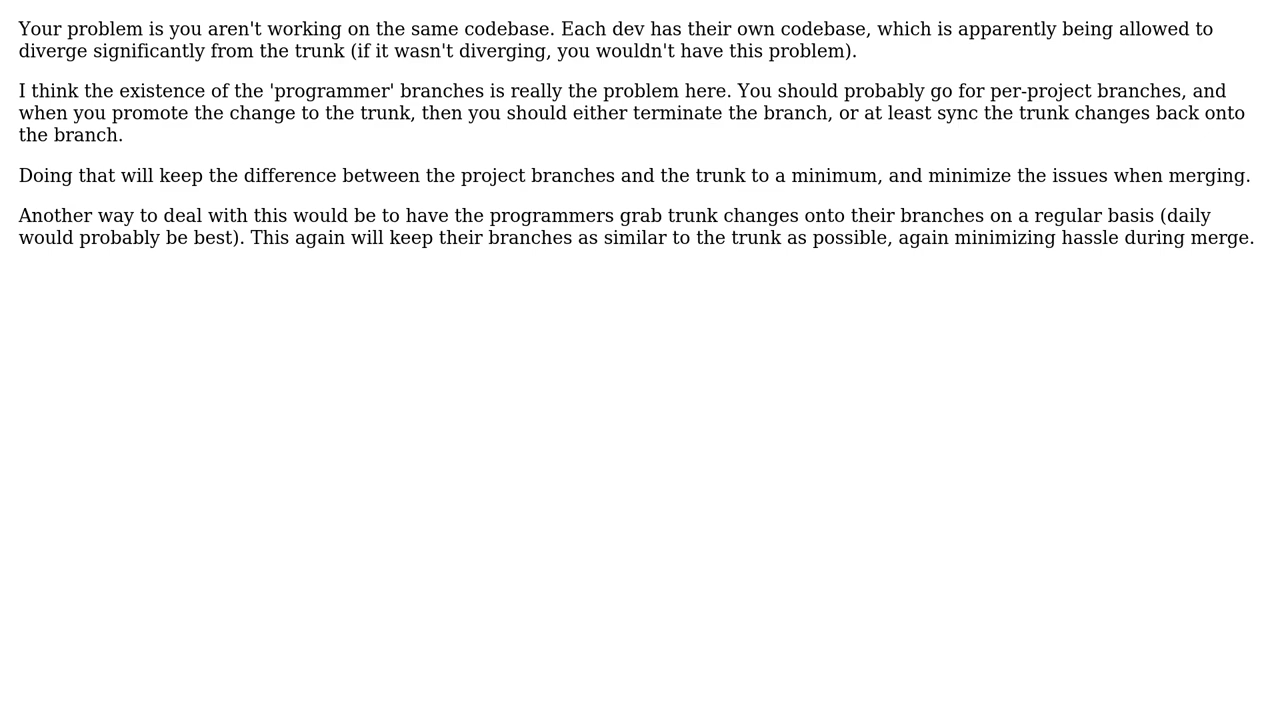 Your problem is you aren't working on the same codebase. Each dev has their own codebase, which is apparently being allowed to
diverge significantly from the trunk (if it wasn't diverging, you wouldn't have this problem).
I think the existence of the 'programmer' branches is really the problem here. You should probably go for per-project branches, and
when you promote the change to the trunk, then you should either terminate the branch, or at least sync the trunk changes back onto
the branch.
Doing that will keep the difference between the project branches and the trunk to a minimum, and minimize the issues when merging.
Another way to deal with this would be to have the programmers grab trunk changes onto their branches on a regular basis (daily
would probably be best). This again will keep their branches as similar to the trunk as possible, again minimizing hassle during merge.